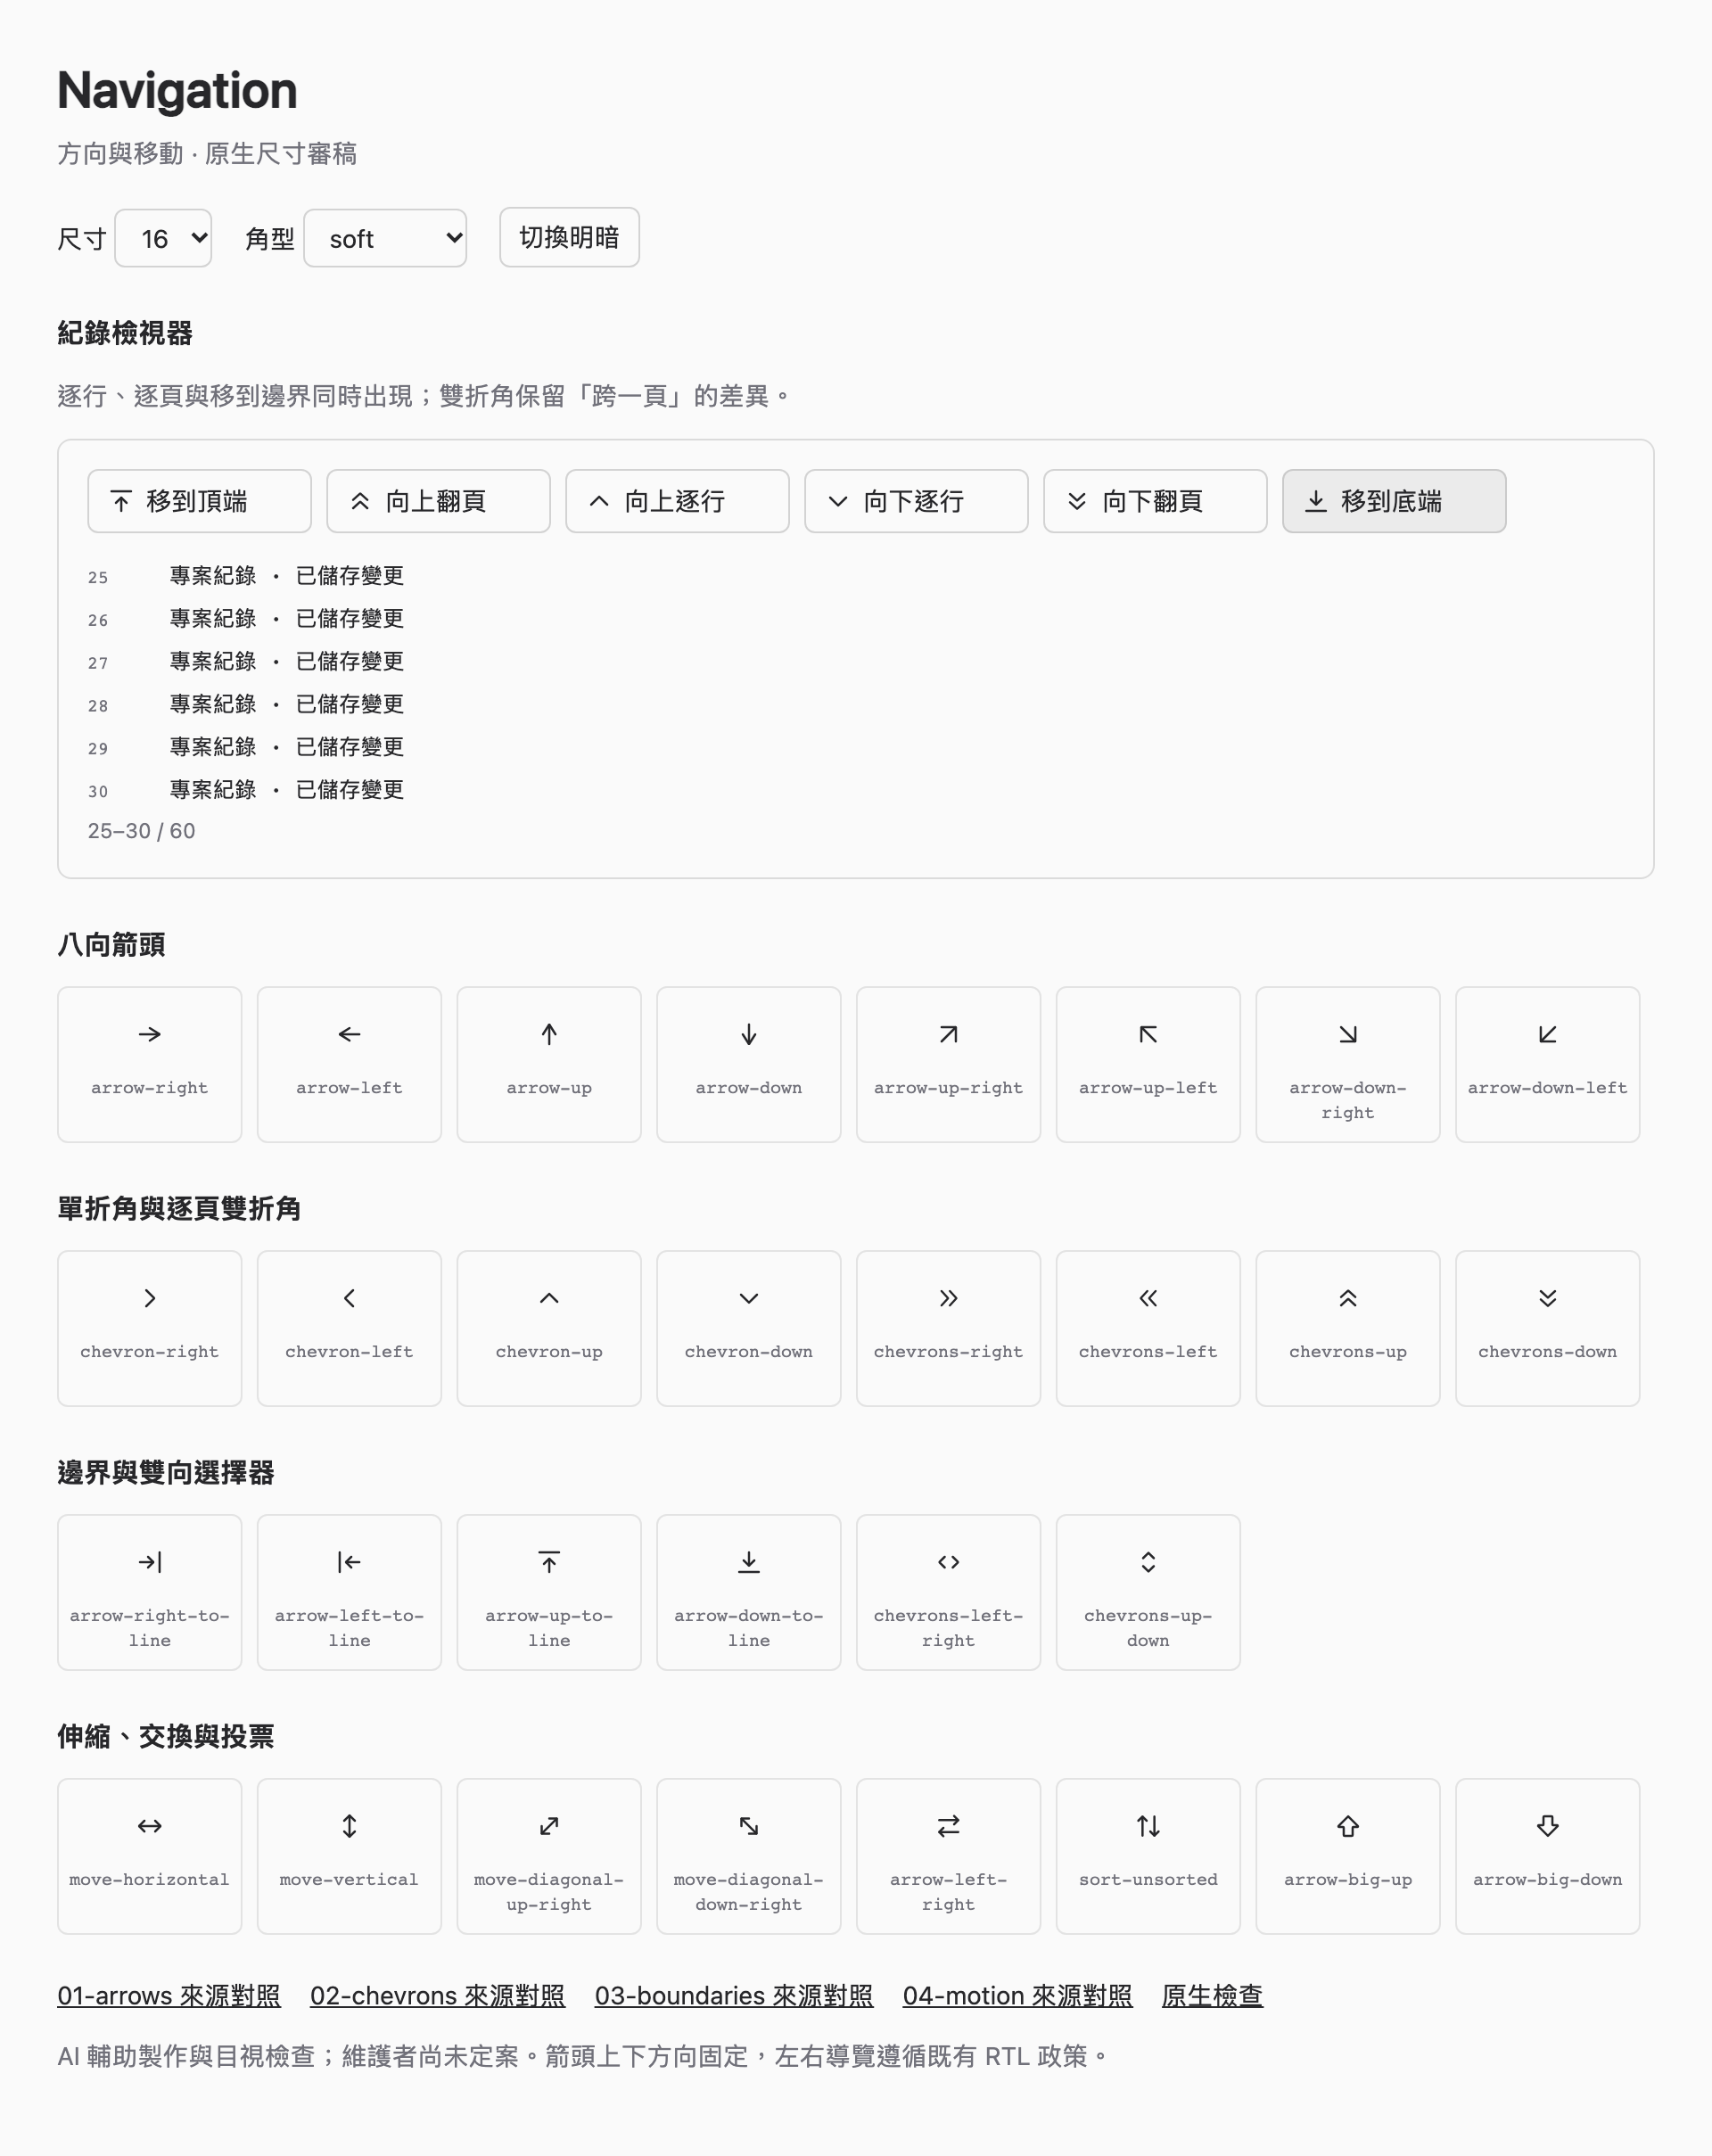 Navigation
方向與移動 · 原生尺寸審稿
尺寸 16 角型 soft 切換明暗
紀錄檢視器
逐行、逐頁與移到邊界同時出現；雙折角保留「跨一頁」的差異。
移到頂端 向上翻頁 向上逐行 向下逐行 向下翻頁 移到底端
25 專案紀錄 · 已儲存變更
26 專案紀錄 · 已儲存變更
27 專案紀錄 · 已儲存變更
28 專案紀錄 · 已儲存變更
29 專案紀錄 · 已儲存變更
30 專案紀錄 · 已儲存變更
25–30 / 60
八向箭頭
arrow-right
arrow-left
arrow-up
arrow-down
arrow-up-right
arrow-up-left
arrow-down-
right
arrow-down-left
單折角與逐頁雙折角
chevron-right
chevron-left
chevron-up
chevron-down
chevrons-right
chevrons-left
chevrons-up
chevrons-down
邊界與雙向選擇器
arrow-right-to-
line
arrow-left-to-
line
arrow-up-to-
line
arrow-down-to-
line
chevrons-left-
right
chevrons-up-
down
伸縮、交換與投票
move-horizontal
move-vertical
move-diagonal-
up-right
move-diagonal-
down-right
arrow-left-
right
sort-unsorted
arrow-big-up
arrow-big-down
01-arrows 來源對照 02-chevrons 來源對照 03-boundaries 來源對照 04-motion 來源對照 原生檢查
AI 輔助製作與目視檢查；維護者尚未定案。箭頭上下方向固定，左右導覽遵循既有 RTL 政策。